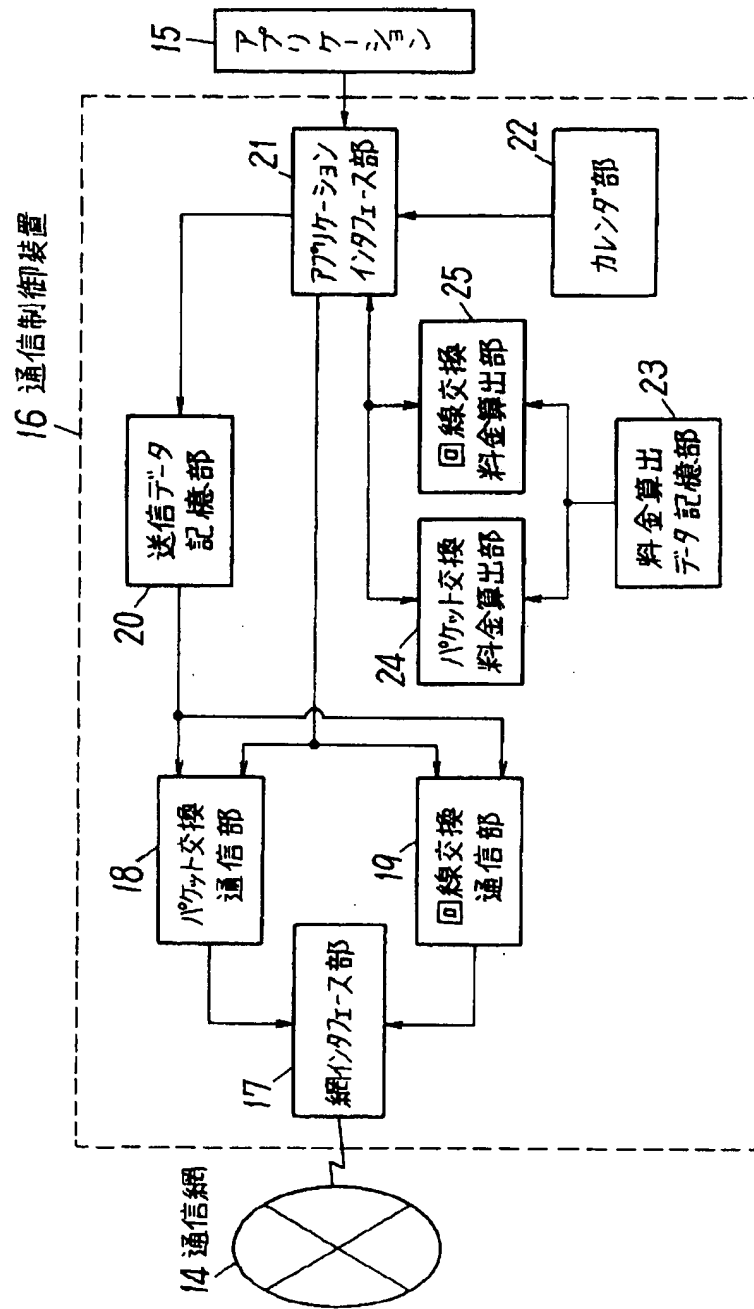 16 通信制御装置
15
アプリケーション
21
アプリケーション
インタフェース部
22
カレンダ部
20
送信データ
記憶部
25
回線交換
料金算出部
24
パケット交換
料金算出部
23
料金算出
データ記憶部
18
パケット交換
通信部
19
回線交換
通信部
17
網インタフェース部
14 通信網